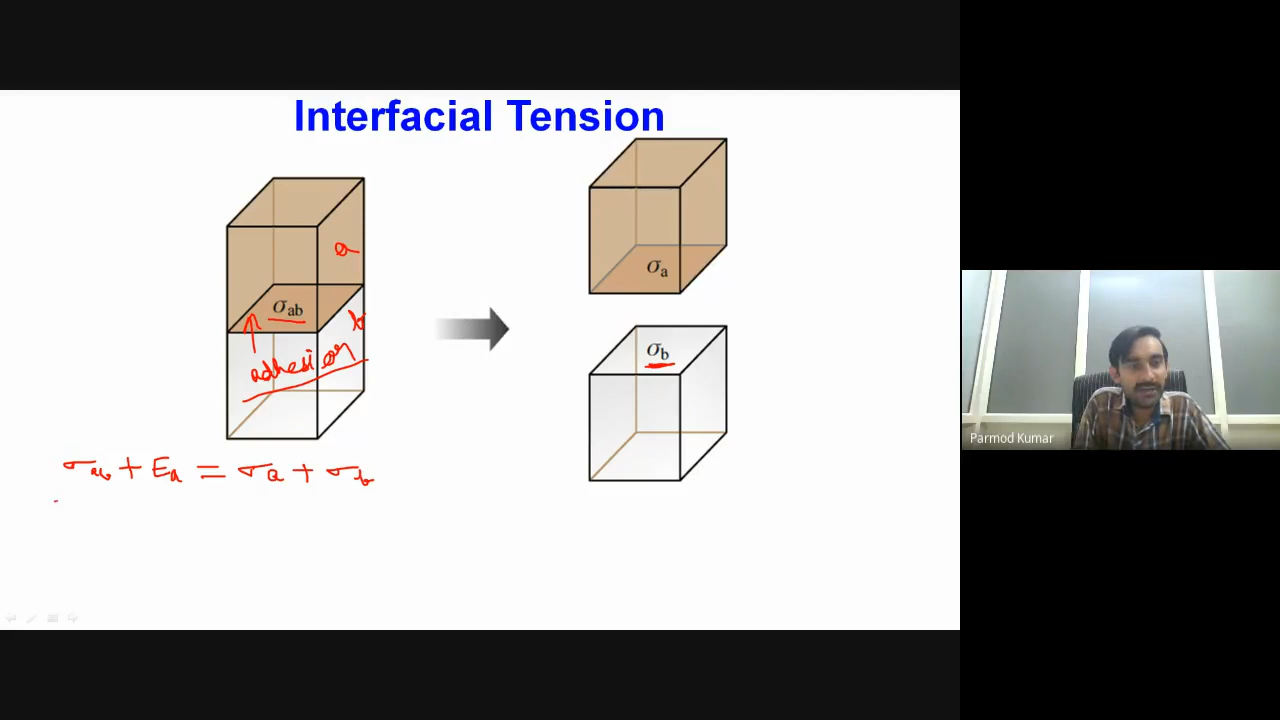 Interfacial Tension
a
σab
b
adhesion
σab + Ea = σa + σb
σa
σb
Parmod Kumar